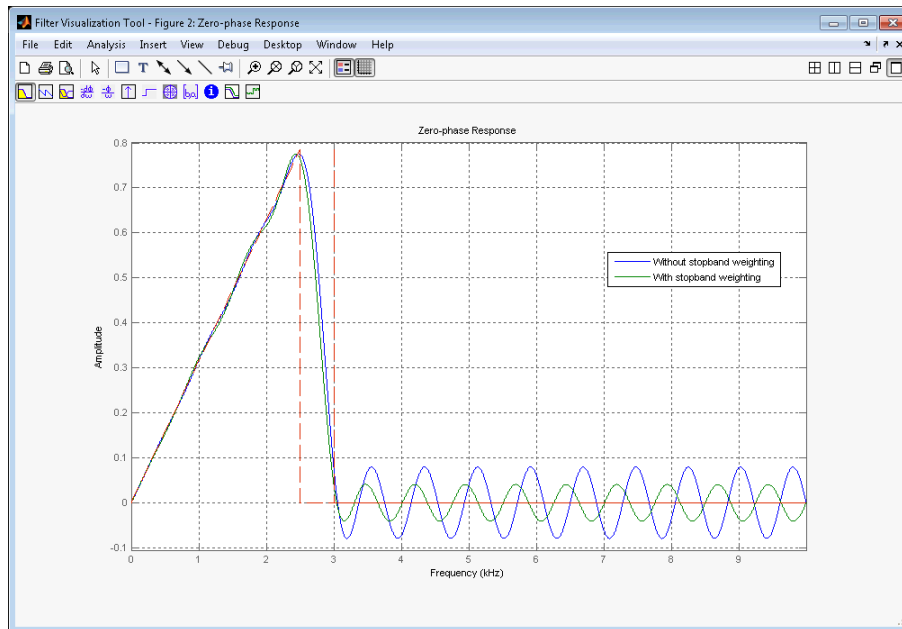 Filter Visualization Tool - Figure 2: Zero-phase Response
File Edit Analysis Insert View Debug Desktop Window Help
Zero-phase Response
0.8
0.7
0.6
0.5
0.4
0.3
0.2
0.1
0
-0.1
Amplitude
Without stopband weighting
With stopband weighting
0 1 2 3 4 5 6 7 8 9
Frequency (kHz)